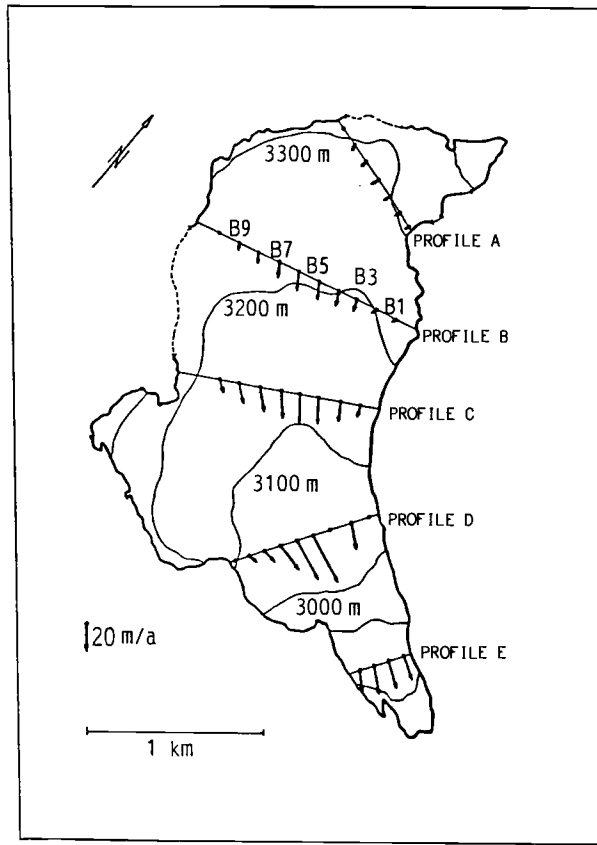 3300 m
PROFILE A
B9
B7
B5
B3
B1
3200 m
PROFILE B
PROFILE C
3100 m
PROFILE D
3000 m
20 m/a
PROFILE E
1 km